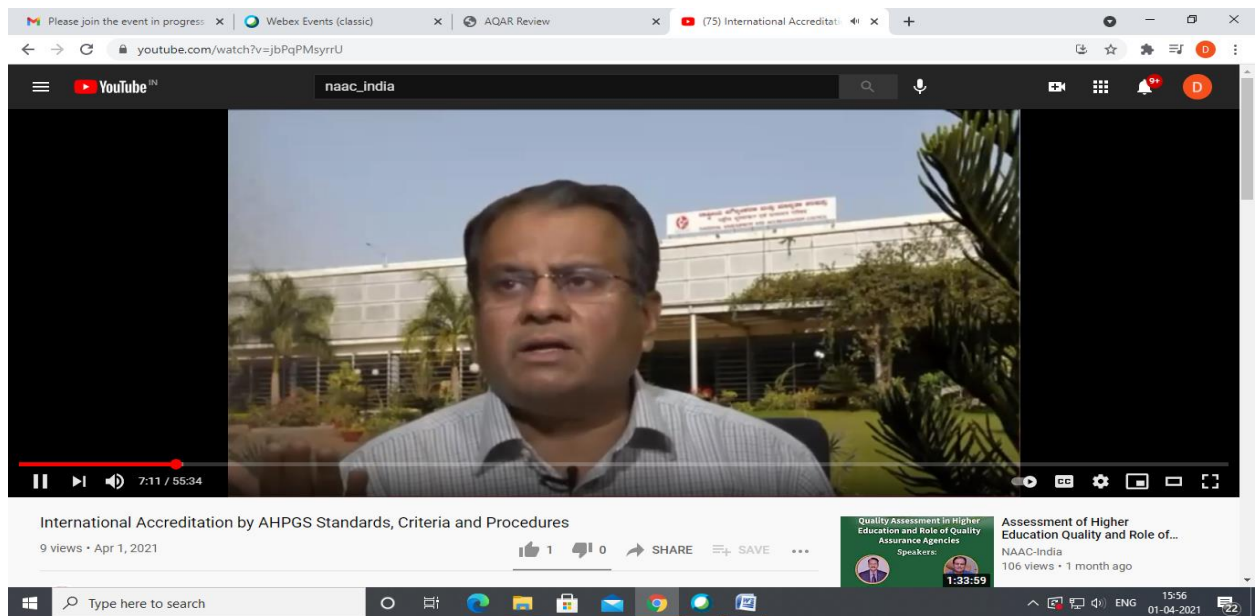 Please join the event in progress
Webex Events (classic)
AQAR Review
(75) International Accreditati
youtube.com/watch?v=jbPqPMsyrrU
D
YouTube IN
naac_india
9+
D
7:11 / 55:34
CC
International Accreditation by AHPGS Standards, Criteria and Procedures
9 views • Apr 1, 2021
1
0
SHARE
SAVE
Quality Assessment in Higher
Education and Role of Quality
Assurance Agencies
Speakers:
1:33:59
Assessment of Higher
Education Quality and Role of...
NAAC-India
106 views • 1 month ago
Type here to search
ENG
15:56
01-04-2021
22